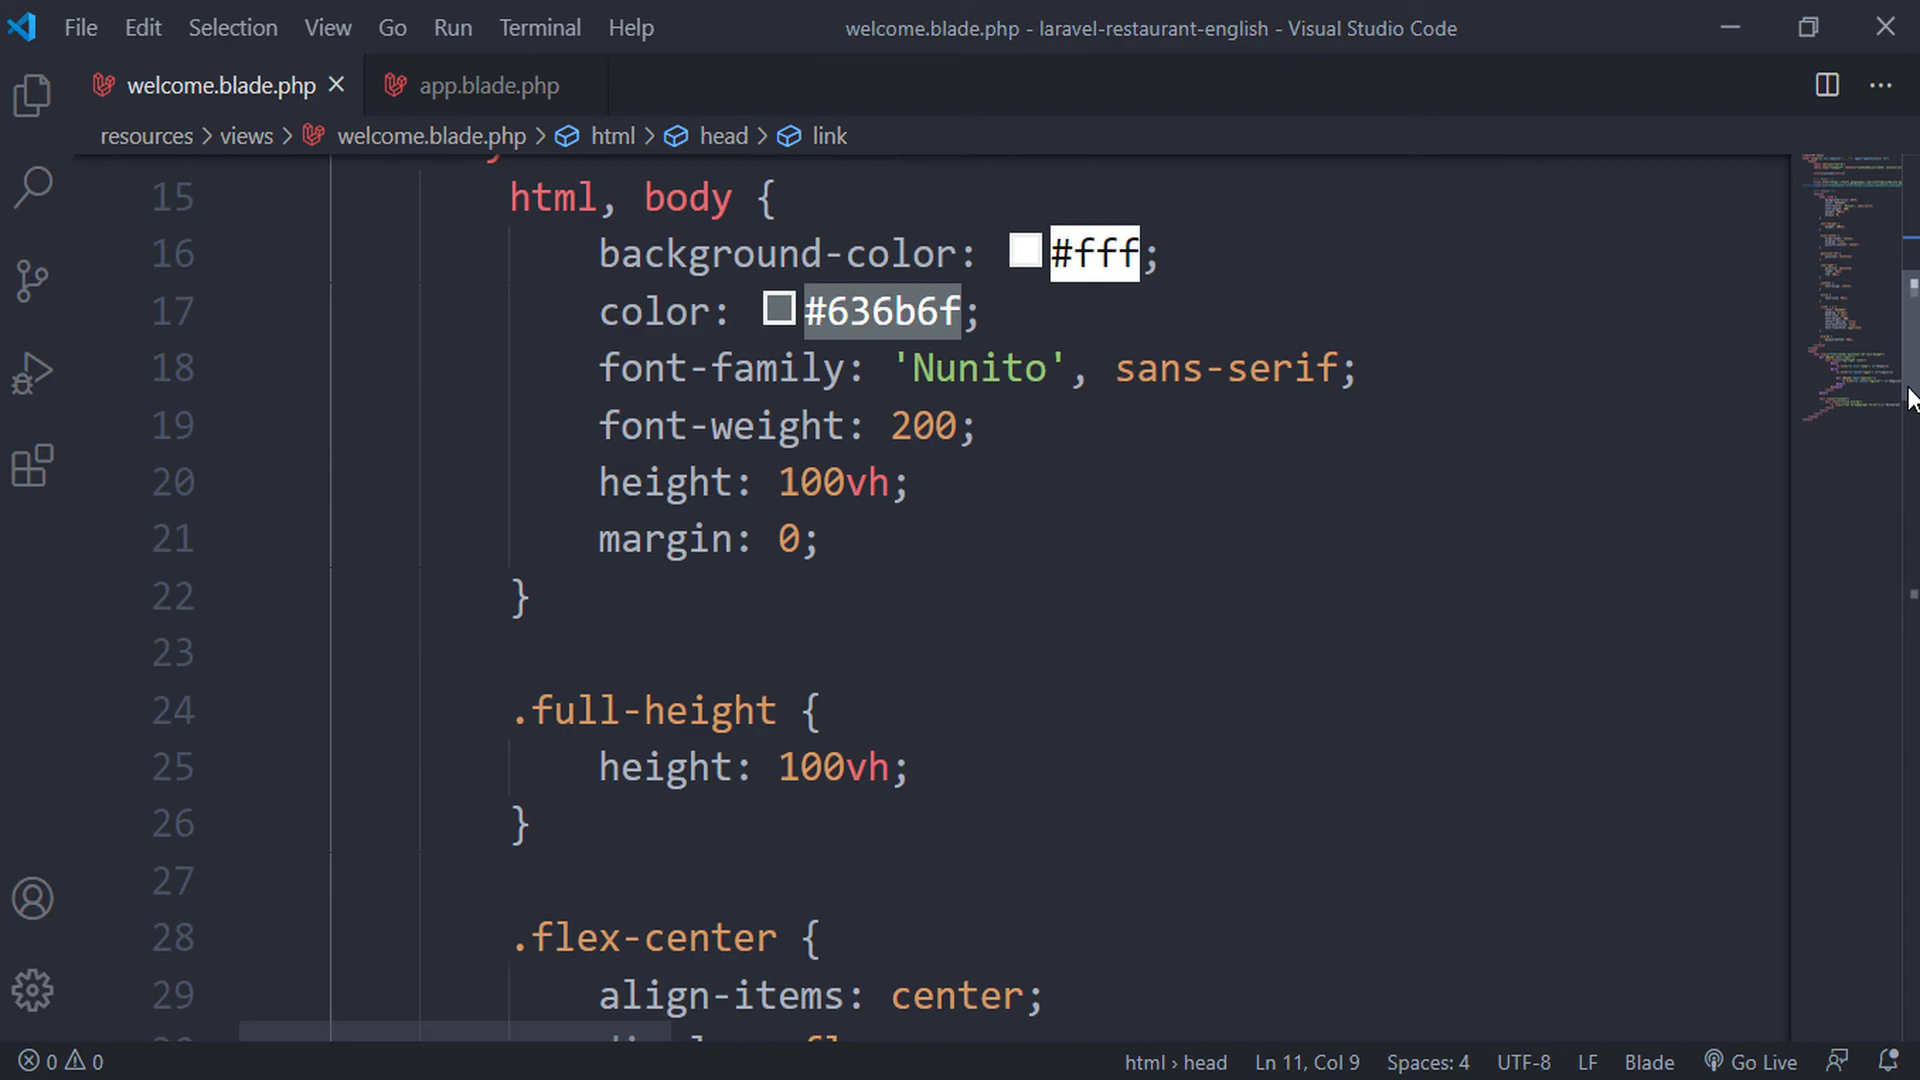 File Edit Selection View Go Run Terminal Help
welcome.blade.php - laravel-restaurant-english - Visual Studio Code
welcome.blade.php app.blade.php
resources > views > welcome.blade.php > html > head > link
15 html, body {
16 background-color: #fff;
17 color: #636b6f;
18 font-family: 'Nunito', sans-serif;
19 font-weight: 200;
20 height: 100vh;
21 margin: 0;
22 }
23
24 .full-height {
25 height: 100vh;
26 }
27
28 .flex-center {
29 align-items: center;
0 0 html › head Ln 11, Col 9 Spaces: 4 UTF-8 LF Blade Go Live